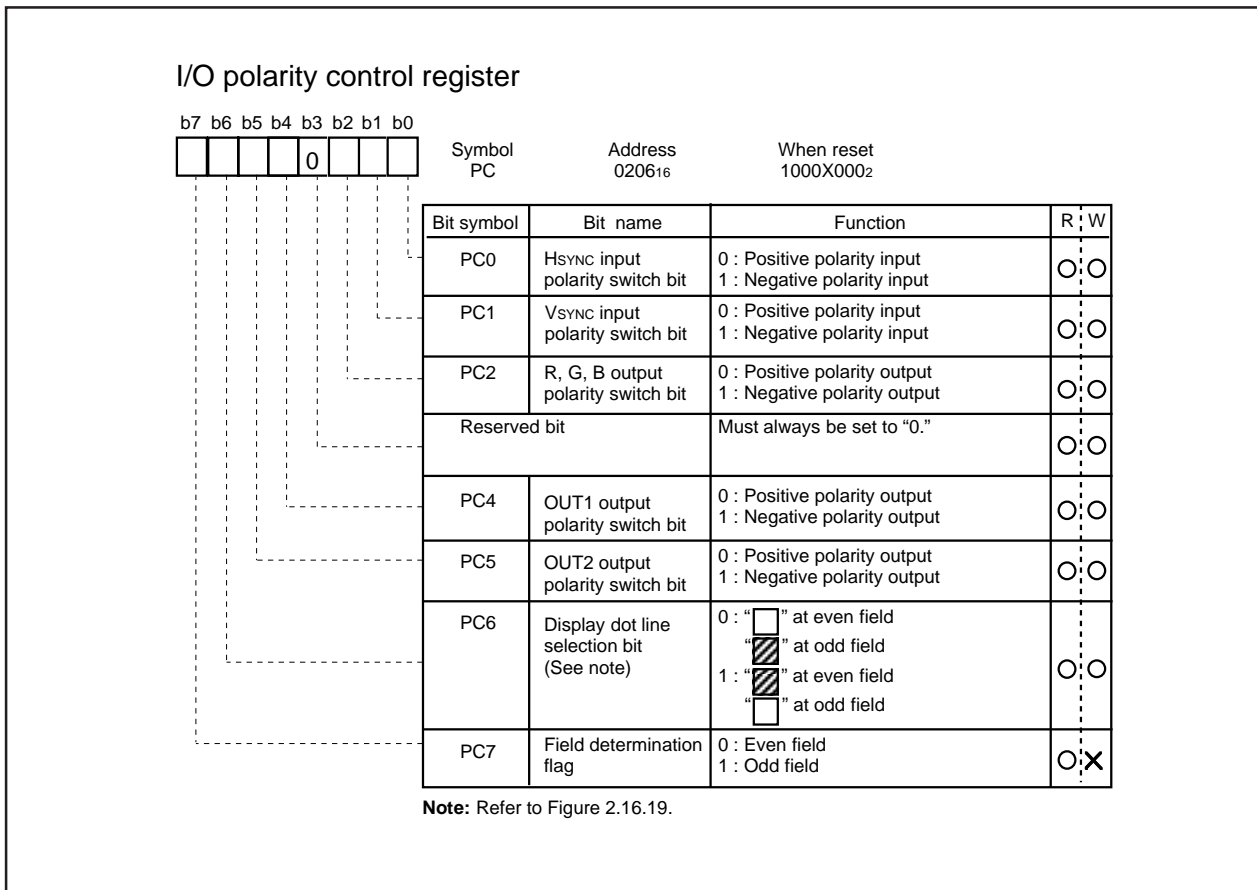 I/O polarity control register
b7 b6 b5 b4 b3 b2 b1 b0
0
Symbol Address When reset
PC 020616 1000X0002
Bit symbol Bit name Function R W
PC0 HSYNC input 0 : Positive polarity input
polarity switch bit 1 : Negative polarity input
PC1 VSYNC input 0 : Positive polarity input
polarity switch bit 1 : Negative polarity input
PC2 R, G, B output 0 : Positive polarity output
polarity switch bit 1 : Negative polarity output
Reserved bit Must always be set to “0.”
PC4 OUT1 output 0 : Positive polarity output
polarity switch bit 1 : Negative polarity output
PC5 OUT2 output 0 : Positive polarity output
polarity switch bit 1 : Negative polarity output
PC6 Display dot line 0 : “ ” at even field
selection bit “ ” at odd field
(See note) 1 : “ ” at even field
“ ” at odd field
PC7 Field determination 0 : Even field
flag 1 : Odd field
Note: Refer to Figure 2.16.19.